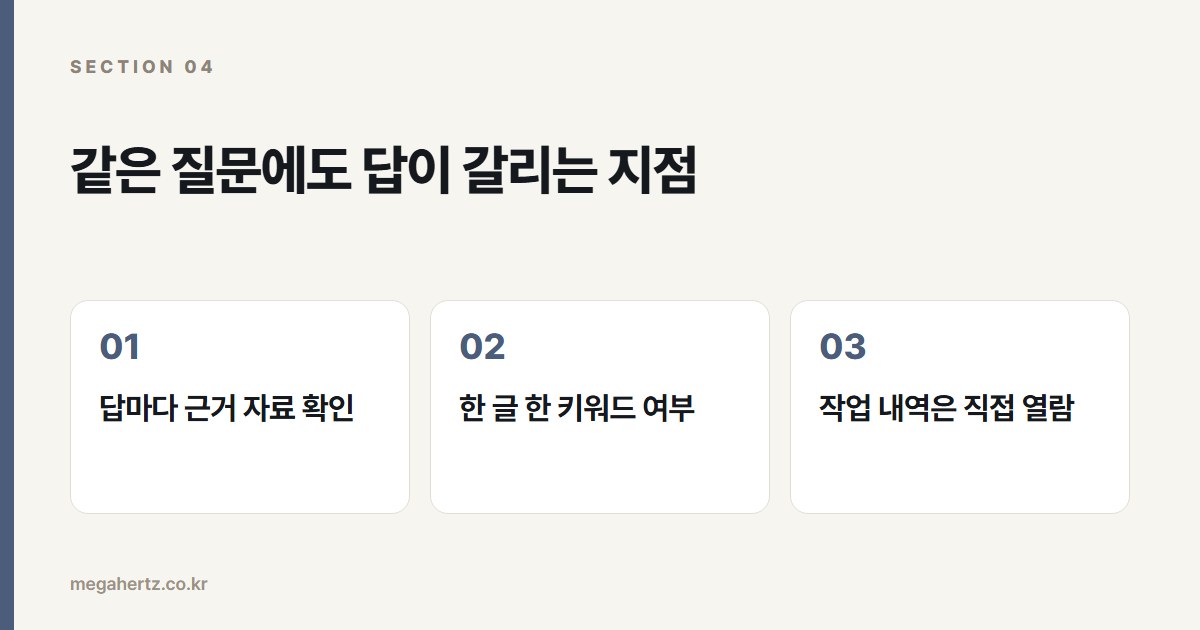 SECTION 04
같은 질문에도 답이 갈리는 지점
01
답마다 근거 자료 확인
02
한 글 한 키워드 여부
03
작업 내역은 직접 열람
megahertz.co.kr